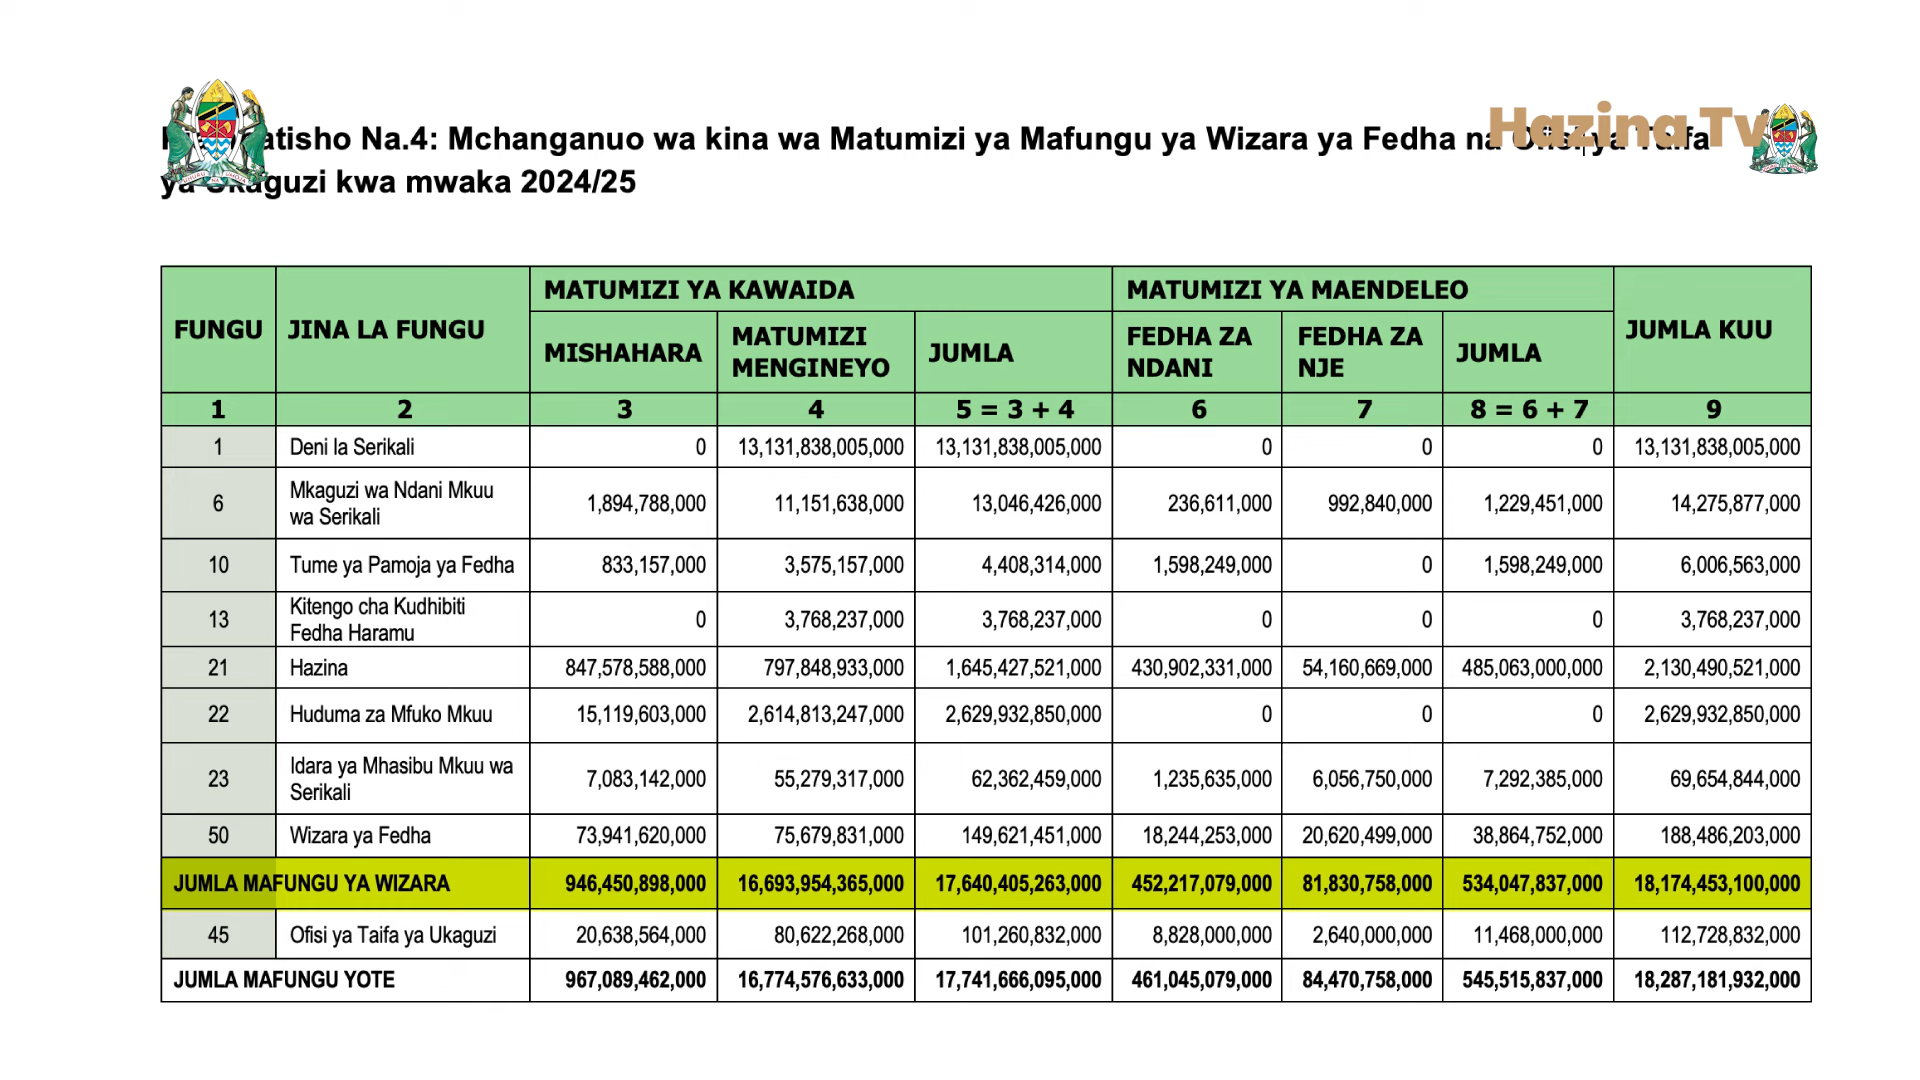 Hazina Tv
atisho Na.4: Mchanganuo wa kina wa Matumizi ya Mafungu ya Wizara ya Fedha na Ofisi ya Taifa
ya Ukaguzi kwa mwaka 2024/25
FUNGU JINA LA FUNGU MATUMIZI YA KAWAIDA MATUMIZI YA MAENDELEO JUMLA KUU
MISHAHARA MATUMIZI MENGINEYO JUMLA FEDHA ZA NDANI FEDHA ZA NJE JUMLA
1 2 3 4 5 = 3 + 4 6 7 8 = 6 + 7 9
1 Deni la Serikali 0 13,131,838,005,000 13,131,838,005,000 0 0 0 13,131,838,005,000
6 Mkaguzi wa Ndani Mkuu wa Serikali 1,894,788,000 11,151,638,000 13,046,426,000 236,611,000 992,840,000 1,229,451,000 14,275,877,000
10 Tume ya Pamoja ya Fedha 833,157,000 3,575,157,000 4,408,314,000 1,598,249,000 0 1,598,249,000 6,006,563,000
13 Kitengo cha Kudhibiti Fedha Haramu 0 3,768,237,000 3,768,237,000 0 0 0 3,768,237,000
21 Hazina 847,578,588,000 797,848,933,000 1,645,427,521,000 430,902,331,000 54,160,669,000 485,063,000,000 2,130,490,521,000
22 Huduma za Mfuko Mkuu 15,119,603,000 2,614,813,247,000 2,629,932,850,000 0 0 0 2,629,932,850,000
23 Idara ya Mhasibu Mkuu wa Serikali 7,083,142,000 55,279,317,000 62,362,459,000 1,235,635,000 6,056,750,000 7,292,385,000 69,654,844,000
50 Wizara ya Fedha 73,941,620,000 75,679,831,000 149,621,451,000 18,244,253,000 20,620,499,000 38,864,752,000 188,486,203,000
JUMLA MAFUNGU YA WIZARA 946,450,898,000 16,693,954,365,000 17,640,405,263,000 452,217,079,000 81,830,758,000 534,047,837,000 18,174,453,100,000
45 Ofisi ya Taifa ya Ukaguzi 20,638,564,000 80,622,268,000 101,260,832,000 8,828,000,000 2,640,000,000 11,468,000,000 112,728,832,000
JUMLA MAFUNGU YOTE 967,089,462,000 16,774,576,633,000 17,741,666,095,000 461,045,079,000 84,470,758,000 545,515,837,000 18,287,181,932,000